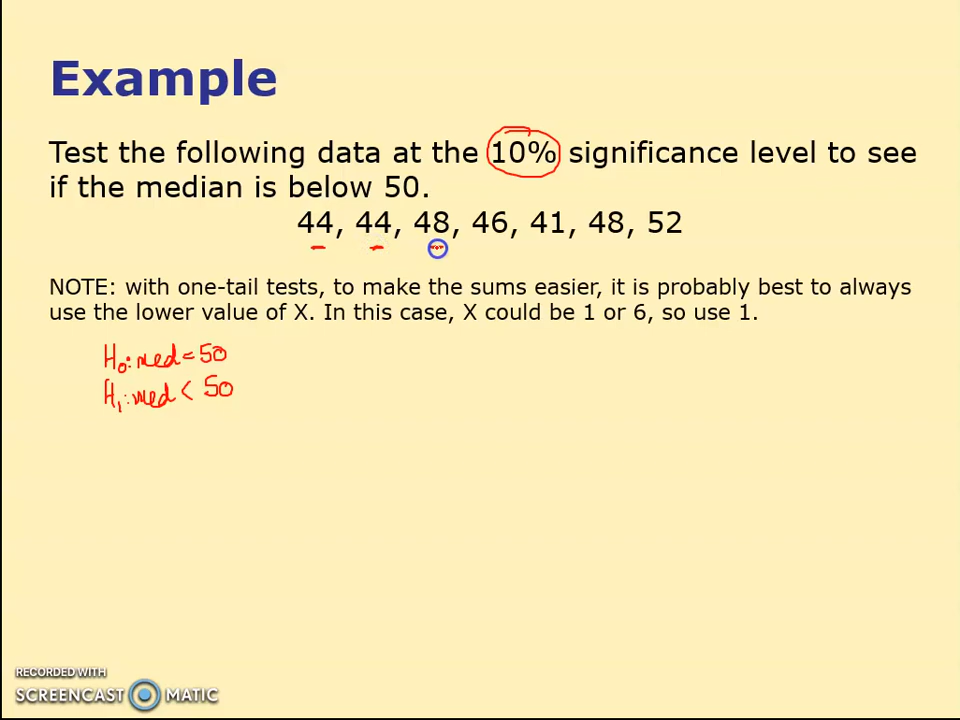 Example
Test the following data at the 10% significance level to see
if the median is below 50.
44, 44, 48, 46, 41, 48, 52
NOTE: with one-tail tests, to make the sums easier, it is probably best to always
use the lower value of X. In this case, X could be 1 or 6, so use 1.
H₀: med = 50
H₁: med < 50
RECORDED WITH
SCREENCAST MATIC